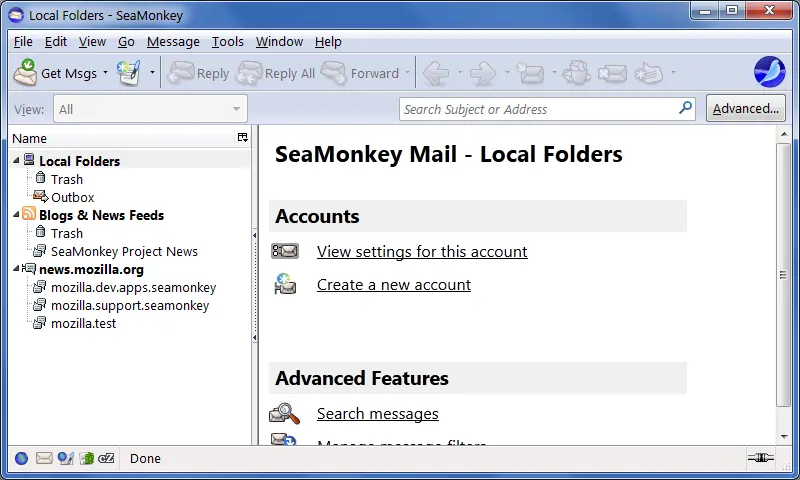 Local Folders - SeaMonkey
File Edit View Go Message Tools Window Help
Get Msgs Reply Reply All Forward
View: All Search Subject or Address Advanced...
Name
Local Folders
Trash
Outbox
Blogs & News Feeds
Trash
SeaMonkey Project News
news.mozilla.org
mozilla.dev.apps.seamonkey
mozilla.support.seamonkey
mozilla.test
SeaMonkey Mail - Local Folders
Accounts
View settings for this account
Create a new account
Advanced Features
Search messages
Manage message filters
Done